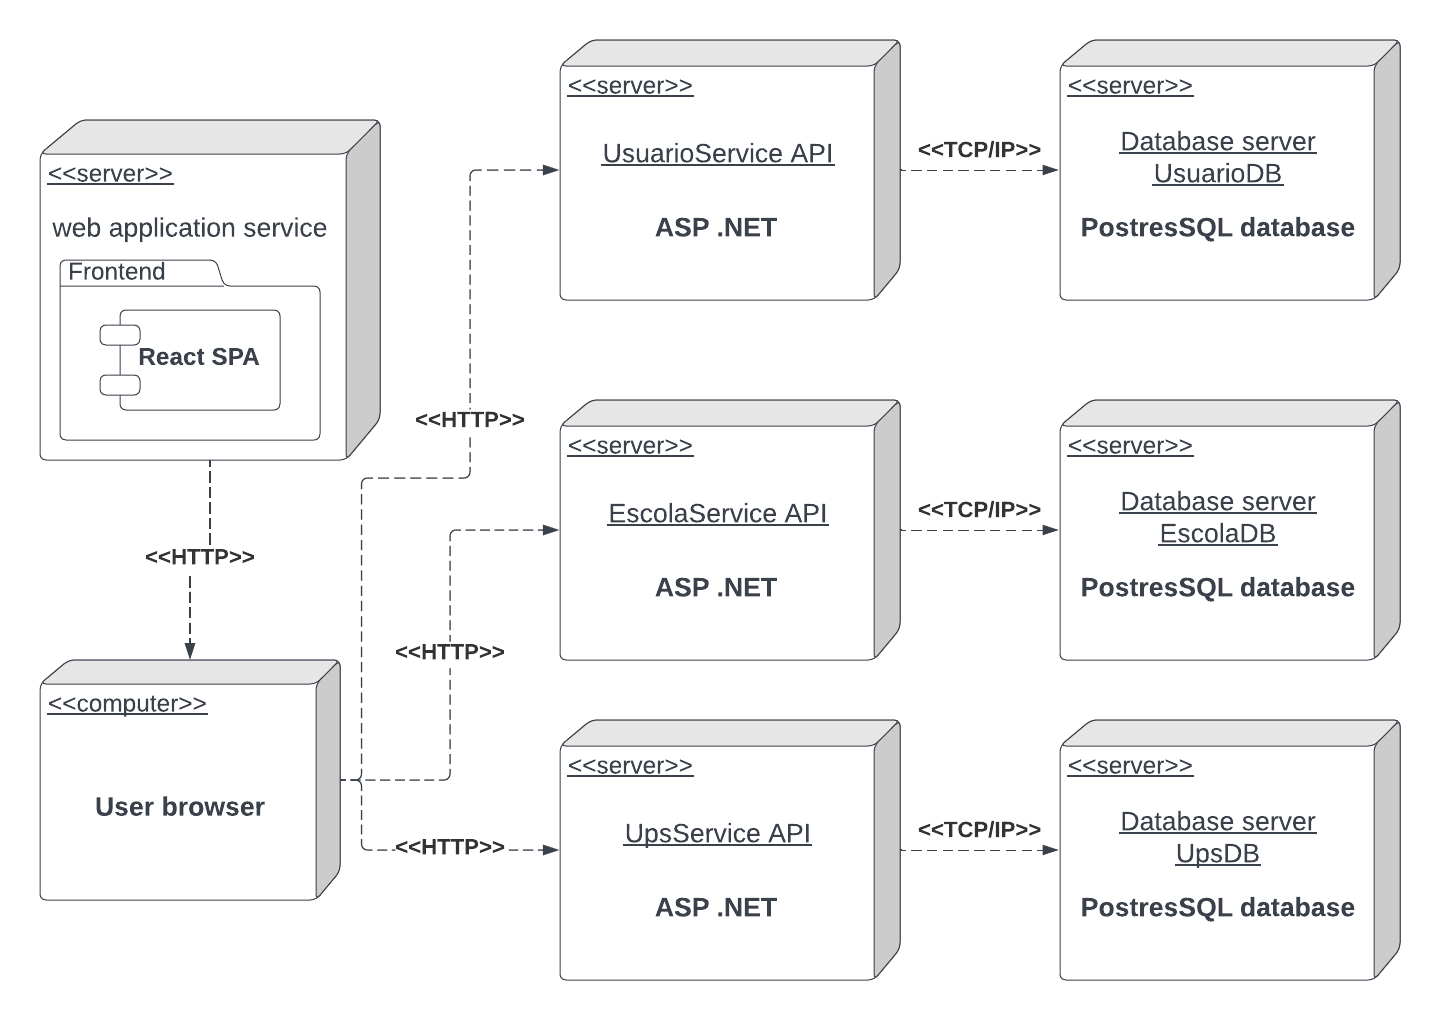 <<server>>
web application service
Frontend
React SPA
<<HTTP>>
<<computer>>
User browser
<<HTTP>>
<<HTTP>>
<<HTTP>>
<<server>>
UsuarioService API
ASP .NET
<<TCP/IP>>
<<server>>
Database server
UsuarioDB
PostresSQL database
<<server>>
EscolaService API
ASP .NET
<<TCP/IP>>
<<server>>
Database server
EscolaDB
PostresSQL database
<<server>>
UpsService API
ASP .NET
<<TCP/IP>>
<<server>>
Database server
UpsDB
PostresSQL database